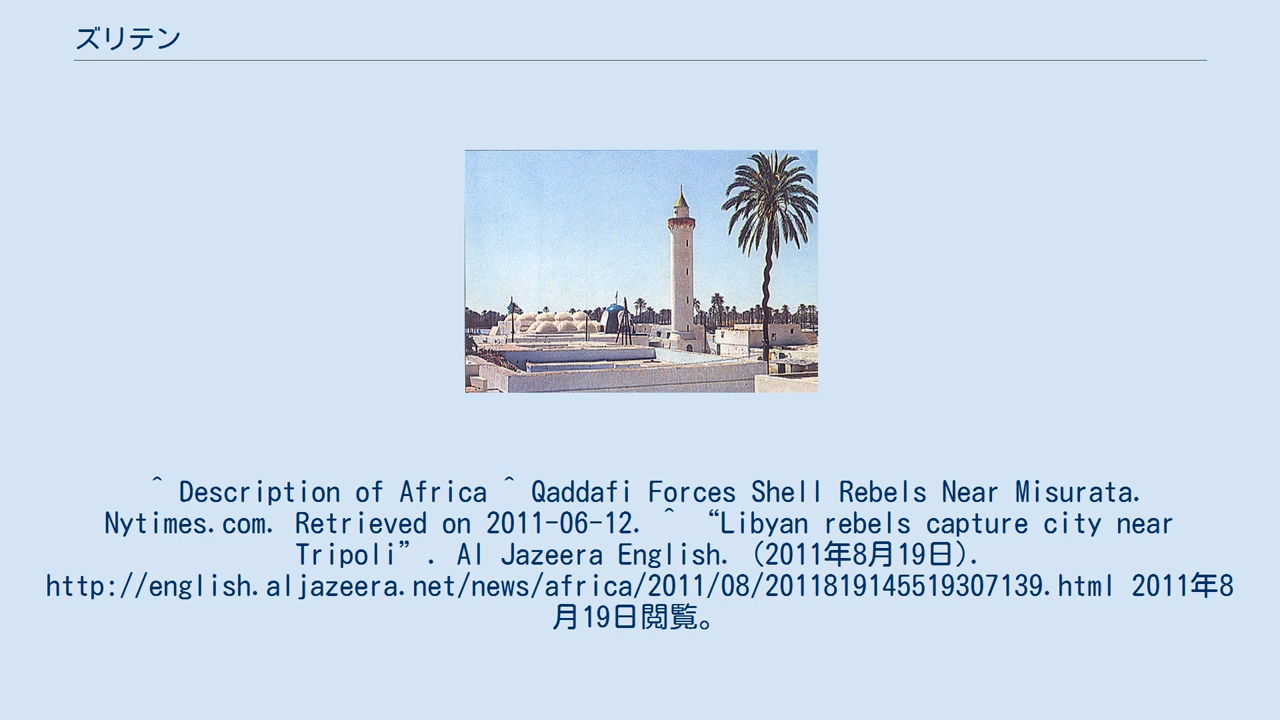 ズリテン
^ Description of Africa ^ Qaddafi Forces Shell Rebels Near Misurata.
Nytimes.com. Retrieved on 2011-06-12. ^ “Libyan rebels capture city near
Tripoli”. Al Jazeera English. (2011年8月19日).
http://english.aljazeera.net/news/africa/2011/08/2011819145519307139.html 2011年8
月19日閲覧。